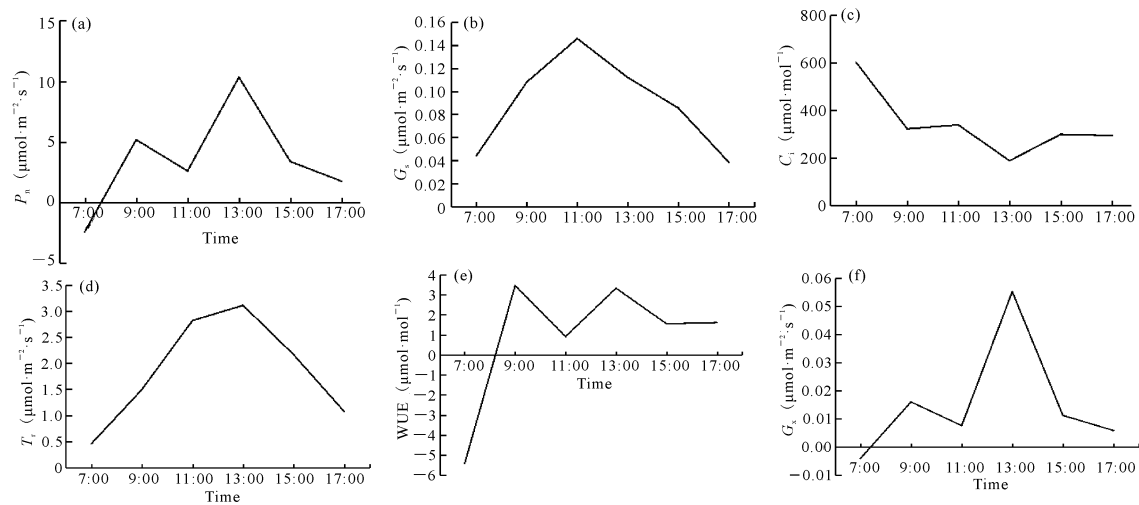 (a)
P_n (μmol·m⁻²·s⁻¹)
15
10
5
0
−5
7:00 9:00 11:00 13:00 15:00 17:00
Time
(b)
G_s (μmol·m⁻²·s⁻¹)
0.16
0.14
0.12
0.10
0.08
0.06
0.04
0.02
0
7:00 9:00 11:00 13:00 15:00 17:00
(c)
C_i (μmol·mol⁻¹)
800
600
400
200
0
7:00 9:00 11:00 13:00 15:00 17:00
(d)
T_r (μmol·m⁻²·s⁻¹)
3.5
3.0
2.5
2.0
1.5
1.0
0.5
0
7:00 9:00 11:00 13:00 15:00 17:00
Time
(e)
WUE (μmol·mol⁻¹)
4
3
2
1
0
−1
−2
−3
−4
−5
−6
7:00 9:00 11:00 13:00 15:00 17:00
Time
(f)
G_x (μmol·m⁻²·s⁻¹)
0.06
0.05
0.04
0.03
0.02
0.01
0.00
−0.01
7:00 9:00 11:00 13:00 15:00 17:00
Time